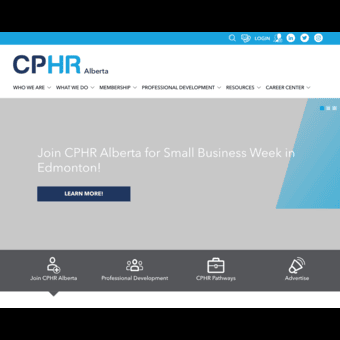 LOGIN
CPHR Alberta
WHO WE ARE WHAT WE DO MEMBERSHIP PROFESSIONAL DEVELOPMENT RESOURCES CAREER CENTER
Join CPHR Alberta for Small Business Week in
Edmonton!
LEARN MORE!
Join CPHR Alberta Professional Development CPHR Pathways Advertise